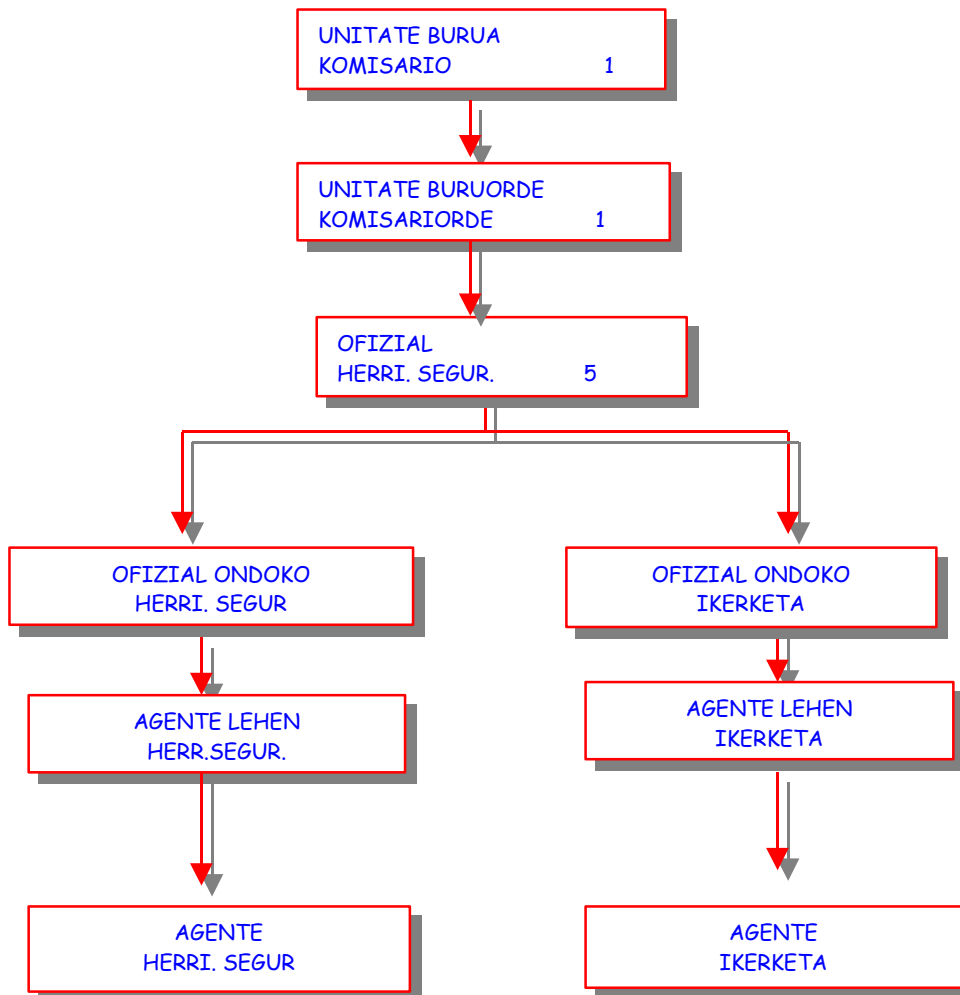 UNITATE BURUA
KOMISARIO 1
UNITATE BURUORDE
KOMISARIORDE 1
OFIZIAL
HERRI. SEGUR. 5
OFIZIAL ONDOKO
HERRI. SEGUR
OFIZIAL ONDOKO
IKERKETA
AGENTE LEHEN
HERR.SEGUR.
AGENTE LEHEN
IKERKETA
AGENTE
HERRI. SEGUR
AGENTE
IKERKETA